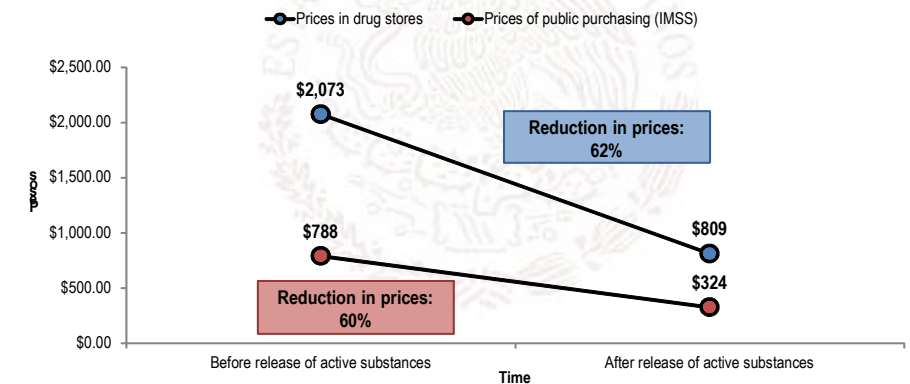 Prices in drug stores Prices of public purchasing (IMSS)
$2,500.00
$2,073
$2,000.00
Reduction in prices:
62%
$1,500.00
Pesos
$1,000.00
$788
$809
$500.00
$324
Reduction in prices:
60%
$0.00
Before release of active substances After release of active substances
Time